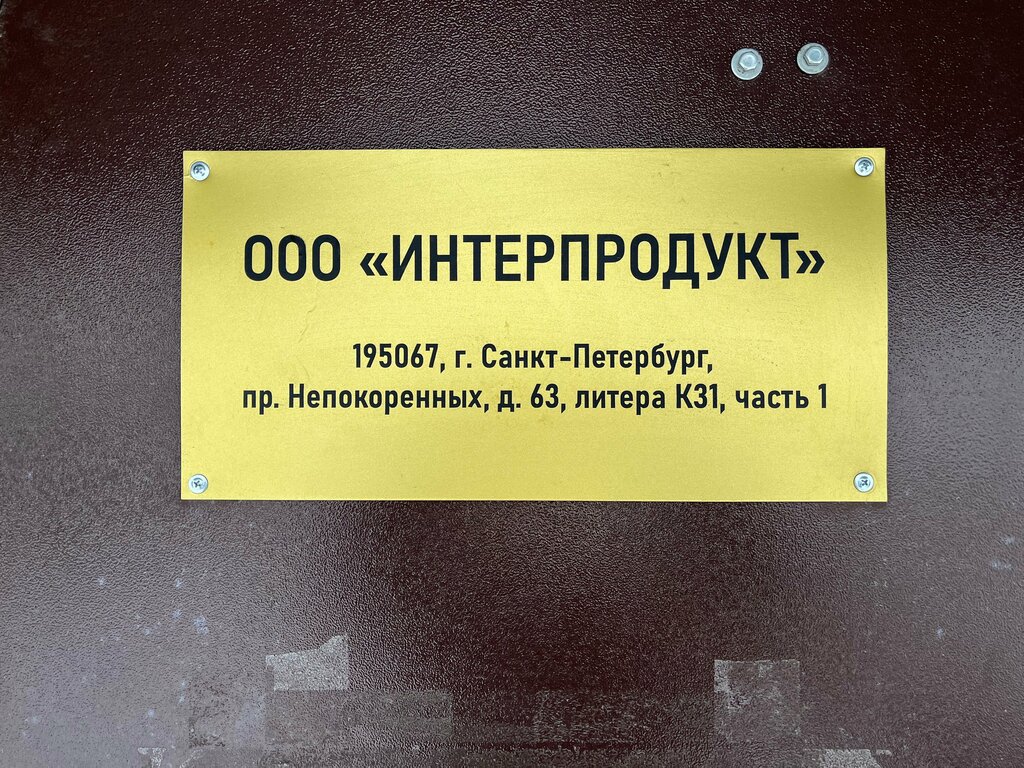 ООО «ИНТЕРПРОДУКТ»
195067, г. Санкт-Петербург,
пр. Непокоренных, д. 63, литера К31, часть 1